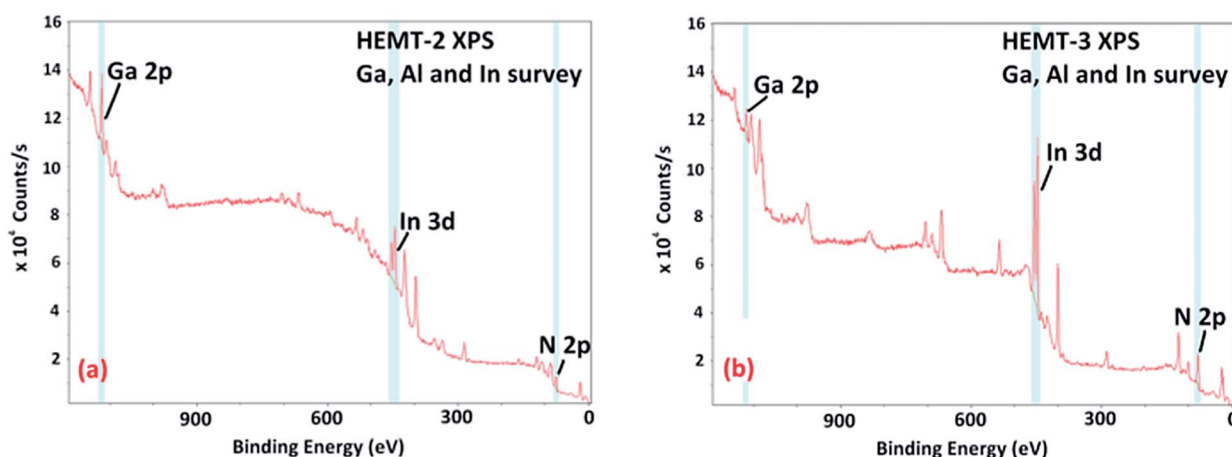 16
14
12
10
8
6
4
2
x 10⁴ Counts/s
HEMT-2 XPS
Ga, Al and In survey
Ga 2p
In 3d
N 2p
(a)
900
600
300
0
Binding Energy (eV)
16
14
12
10
8
6
4
2
x 10⁴ Counts/s
HEMT-3 XPS
Ga, Al and In survey
Ga 2p
In 3d
N 2p
(b)
900
600
300
0
Binding Energy (eV)